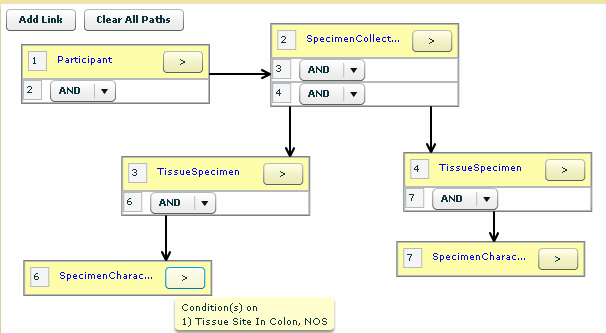 Add Link Clear All Paths
1 Participant >
2 AND
2 SpecimenCollect... >
3 AND
4 AND
3 TissueSpecimen >
6 AND
4 TissueSpecimen >
7 AND
6 SpecimenCharac... >
7 SpecimenCharac... >
Condition(s) on
1) Tissue Site In Colon, NOS